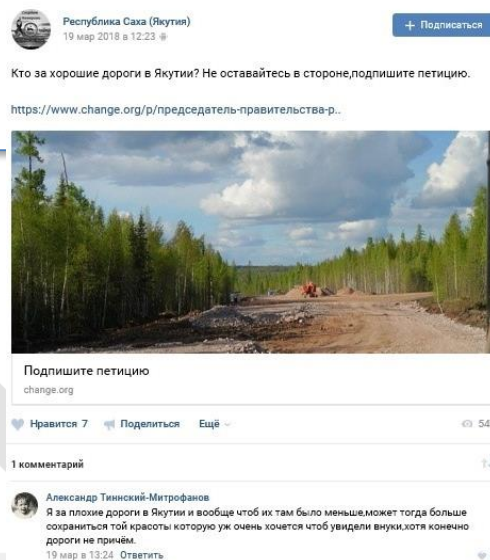 Республика Саха (Якутия)
19 мар 2018 в 12:23
+ Подписаться
Кто за хорошие дороги в Якутии? Не оставайтесь в стороне,подпишите петицию.
https://www.change.org/p/председатель-правительства-р..
Подпишите петицию
change.org
Нравится 7 Поделиться Ещё 54
1 комментарий
Александр Тиннский-Митрофанов
Я за плохие дороги в Якутии и вообще чтоб их там было меньше,может тогда больше
сохраниться той красоты которую уж очень хочется чтоб увидели внуки,хотя конечно
дороги не причём.
19 мар в 13:24 Ответить